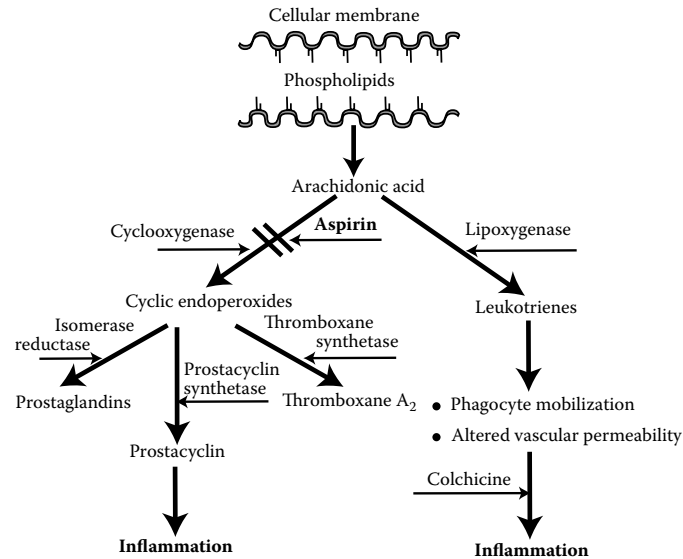 Cellular membrane
Phospholipids
Arachidonic acid
Cyclooxygenase
Aspirin
Lipoxygenase
Cyclic endoperoxides
Leukotrienes
Isomerase
reductase
Thromboxane
synthetase
Prostacyclin
synthetase
Prostaglandins
Thromboxane A₂
• Phagocyte mobilization
• Altered vascular permeability
Prostacyclin
Colchicine
Inflammation
Inflammation